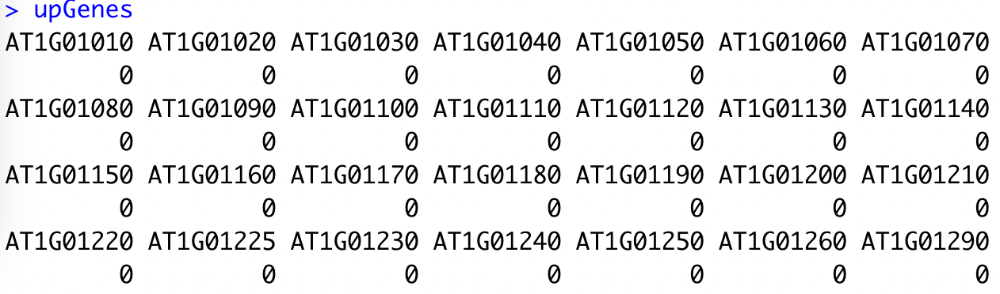 > upGenes
AT1G01010 AT1G01020 AT1G01030 AT1G01040 AT1G01050 AT1G01060 AT1G01070
0 0 0 0 0 0 0
AT1G01080 AT1G01090 AT1G01100 AT1G01110 AT1G01120 AT1G01130 AT1G01140
0 0 0 0 0 0 0
AT1G01150 AT1G01160 AT1G01170 AT1G01180 AT1G01190 AT1G01200 AT1G01210
0 0 0 0 0 0 0
AT1G01220 AT1G01225 AT1G01230 AT1G01240 AT1G01250 AT1G01260 AT1G01290
0 0 0 0 0 0 0